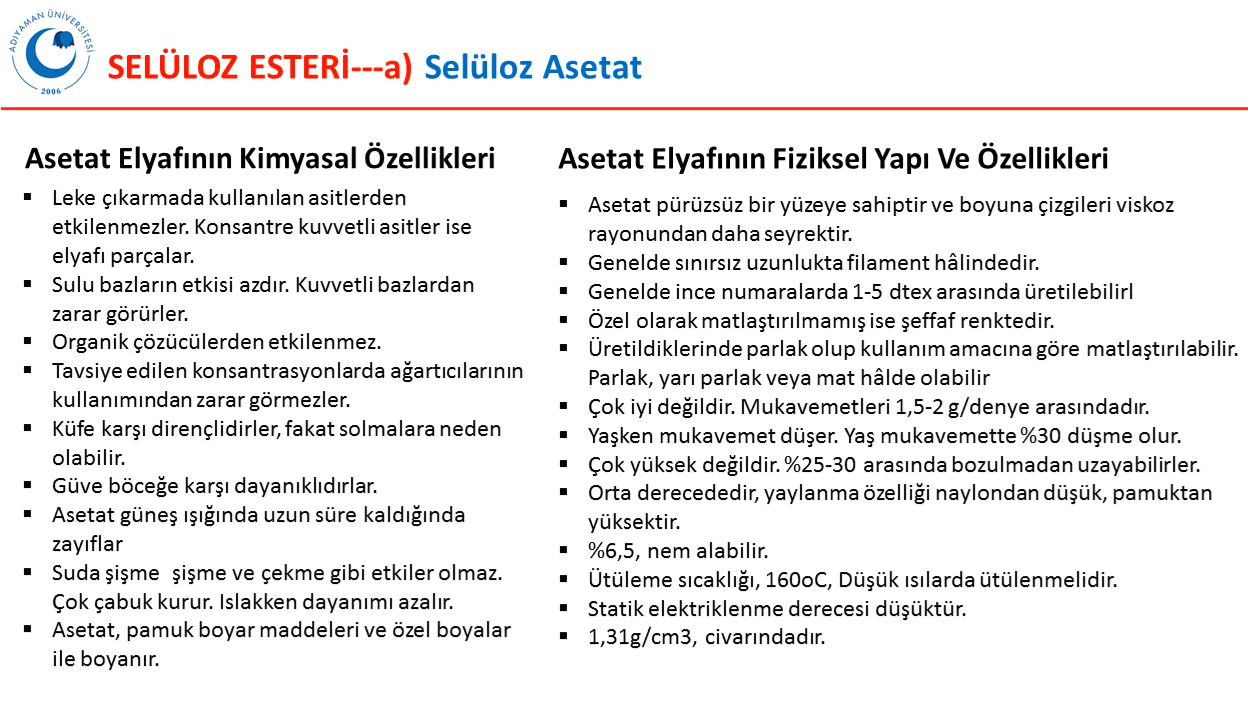 ADIYAMAN ÜNİVERSİTESİ
2006
SELÜLOZ ESTERİ---a) Selüloz Asetat
Asetat Elyafının Kimyasal Özellikleri
▪ Leke çıkarmada kullanılan asitlerden
etkilenmezler. Konsantre kuvvetli asitler ise
elyafı parçalar.
▪ Sulu bazların etkisi azdır. Kuvvetli bazlardan
zarar görürler.
▪ Organik çözücülerden etkilenmez.
▪ Tavsiye edilen konsantrasyonlarda ağartıcılarının
kullanımından zarar görmezler.
▪ Küfe karşı dirençlidirler, fakat solmalara neden
olabilir.
▪ Güve böceğe karşı dayanıklıdırlar.
▪ Asetat güneş ışığında uzun süre kaldığında
zayıflar
▪ Suda şişme  şişme ve çekme gibi etkiler olmaz.
Çok çabuk kurur. Islakken dayanımı azalır.
▪ Asetat, pamuk boyar maddeleri ve özel boyalar
ile boyanır.
Asetat Elyafının Fiziksel Yapı Ve Özellikleri
▪ Asetat pürüzsüz bir yüzeye sahiptir ve boyuna çizgileri viskoz
rayonundan daha seyrektir.
▪ Genelde sınırsız uzunlukta filament hâlindedir.
▪ Genelde ince numaralarda 1-5 dtex arasında üretilebilirl
▪ Özel olarak matlaştırılmamış ise şeffaf renktedir.
▪ Üretildiklerinde parlak olup kullanım amacına göre matlaştırılabilir.
Parlak, yarı parlak veya mat hâlde olabilir
▪ Çok iyi değildir. Mukavemetleri 1,5-2 g/denye arasındadır.
▪ Yaşken mukavemet düşer. Yaş mukavemette %30 düşme olur.
▪ Çok yüksek değildir. %25-30 arasında bozulmadan uzayabilirler.
▪ Orta derecededir, yaylanma özelliği naylondan düşük, pamuktan
yüksektir.
▪ %6,5, nem alabilir.
▪ Ütüleme sıcaklığı, 160oC, Düşük ısılarda ütülenmelidir.
▪ Statik elektriklenme derecesi düşüktür.
▪ 1,31g/cm3, civarındadır.